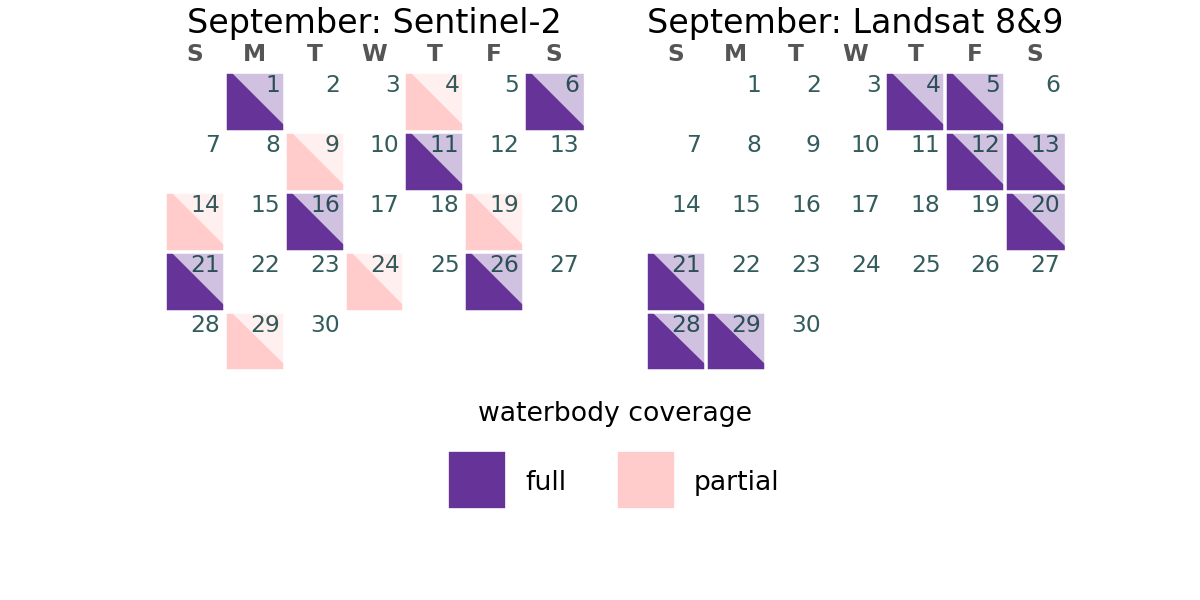 September: Sentinel-2
S M T W T F S
1 2 3 4 5 6
7 8 9 10 11 12 13
14 15 16 17 18 19 20
21 22 23 24 25 26 27
28 29 30
September: Landsat 8&9
S M T W T F S
1 2 3 4 5 6
7 8 9 10 11 12 13
14 15 16 17 18 19 20
21 22 23 24 25 26 27
28 29 30
waterbody coverage
full partial